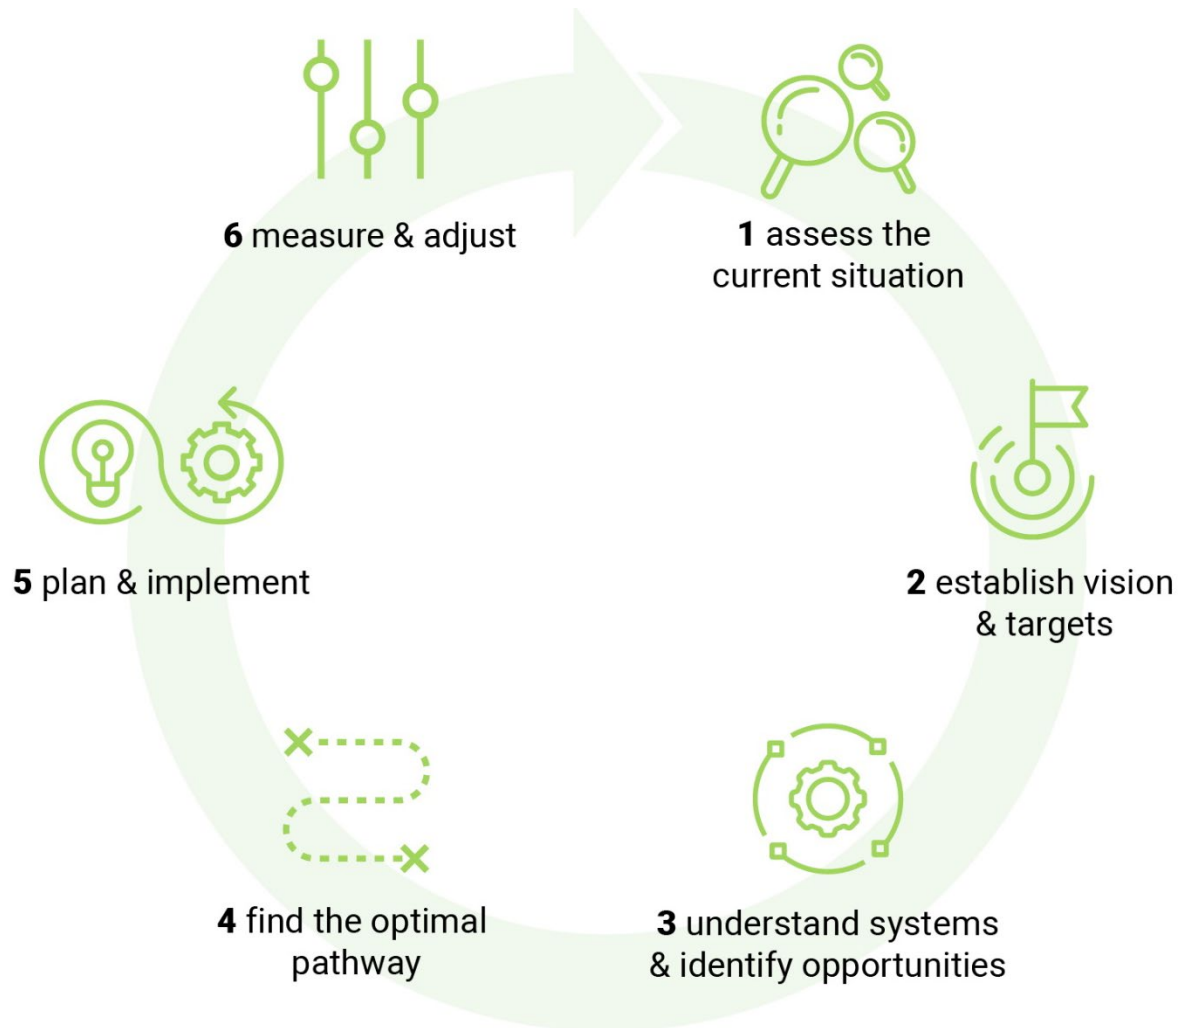 6 measure & adjust
1 assess the
current situation
5 plan & implement
2 establish vision
& targets
4 find the optimal
pathway
3 understand systems
& identify opportunities